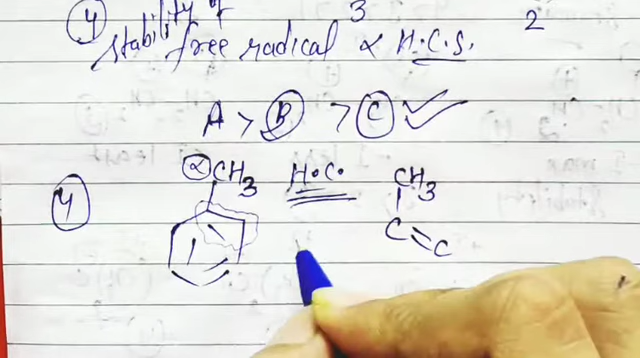 4 stability of 3 2
free radical ∝ H.C.S.
A > B > C
α CH3 H.C. CH3
4
C=C